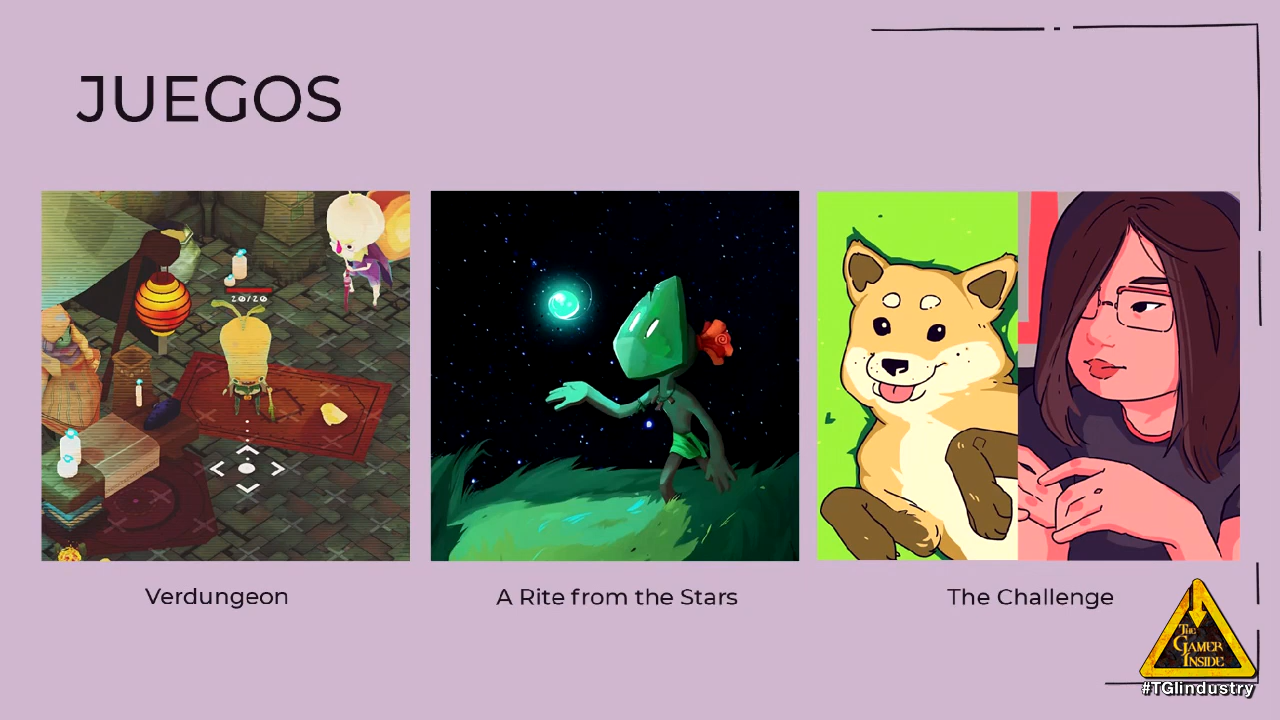 JUEGOS
20/20
Verdungeon
A Rite from the Stars
The Challenge
THE
GAMER
INSIDE
#TGIindustry